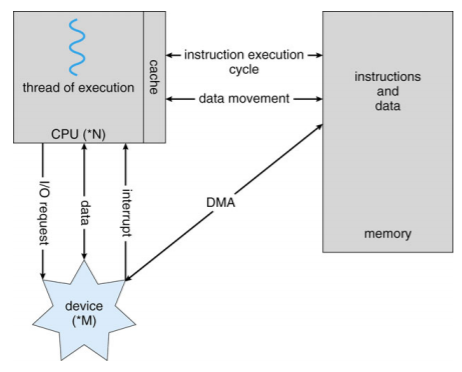 thread of execution
cache
CPU (*N)
instruction execution
cycle
data movement
instructions
and
data
memory
I/O request
data
interrupt
DMA
device
(*M)